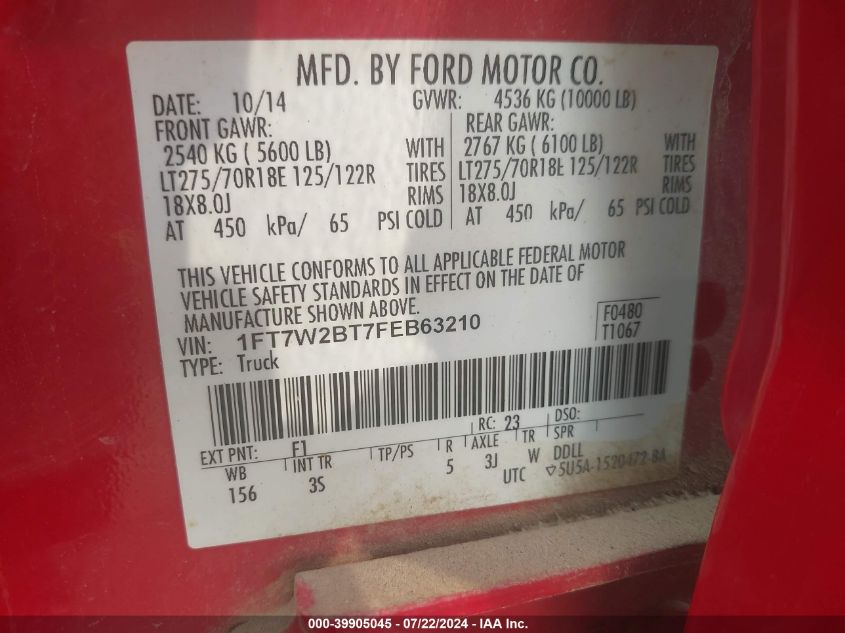 MFD. BY FORD MOTOR CO.
DATE: 10/14 GVWR: 4536 KG (10000 LB)
FRONT GAWR: REAR GAWR:
2540 KG ( 5600 LB) WITH 2767 KG ( 6100 LB) WITH
LT275/70R18E 125/122R TIRES LT275/70R18E 125/122R TIRES
18X8.0J RIMS 18X8.0J RIMS
AT 450 kPa/ 65 PSI COLD AT 450 kPa/ 65 PSI COLD
THIS VEHICLE CONFORMS TO ALL APPLICABLE FEDERAL MOTOR
VEHICLE SAFETY STANDARDS IN EFFECT ON THE DATE OF
MANUFACTURE SHOWN ABOVE.
VIN: 1FT7W2BT7FEB63210 F0480
TYPE: Truck T1067
EXT PNT: F1 RC: 23 DSO:
WB INT TR TP/PS R AXLE TR SPR
156 3S 5 3J W DDLL
UTC ▽5U5A-1520472-BA
000-39905045 - 07/22/2024 - IAA Inc.